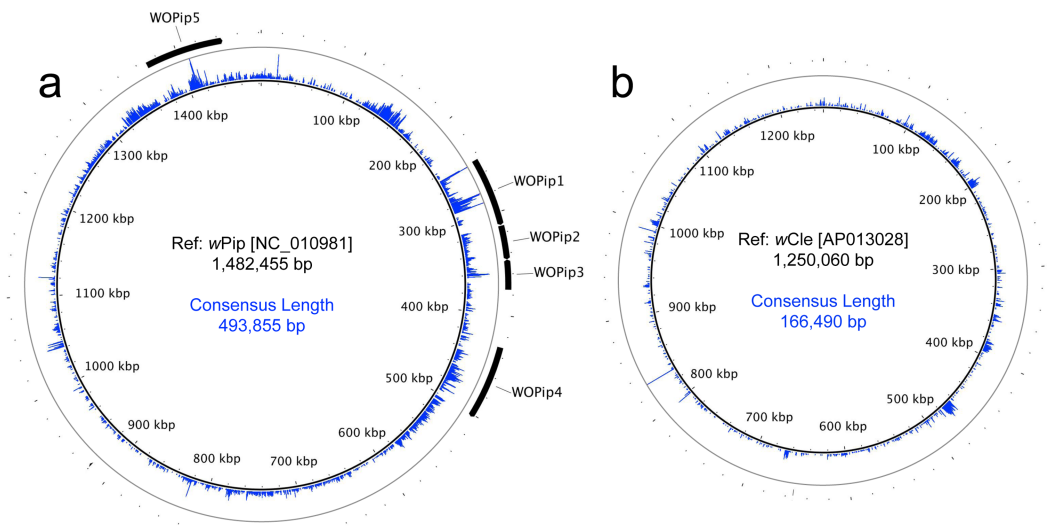 WOPip5
a
b
1400 kbp
100 kbp
1300 kbp
200 kbp
WOPip1
1200 kbp
300 kbp
WOPip2
Ref: wPip [NC_010981]
1,482,455 bp
WOPip3
1100 kbp
Consensus Length
493,855 bp
400 kbp
1000 kbp
500 kbp
WOPip4
900 kbp
600 kbp
800 kbp
700 kbp
1200 kbp
100 kbp
1100 kbp
200 kbp
1000 kbp
Ref: wCle [AP013028]
1,250,060 bp
300 kbp
Consensus Length
166,490 bp
900 kbp
400 kbp
800 kbp
500 kbp
700 kbp
600 kbp